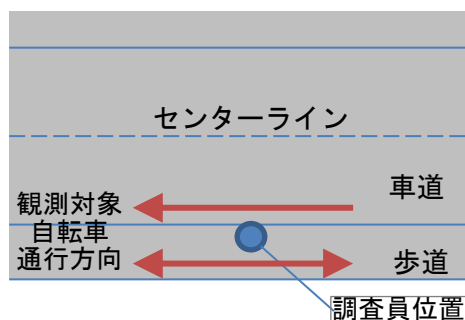 センターライン
車道
観測対象
自転車
通行方向
歩道
調査員位置